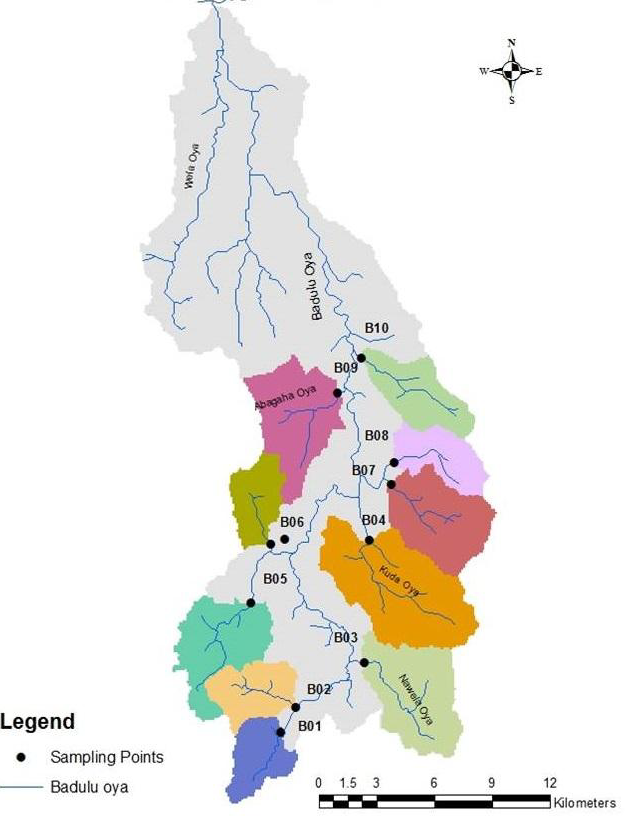 N
W E
S
Wela Oya
Badulu Oya
B10
B09
Abagaha Oya
B08
B07
B06
B04
Kuda Oya
B05
B03
Nawela Oya
B02
B01
Legend
Sampling Points
Badulu oya
0 1.5 3 6 9 12
Kilometers